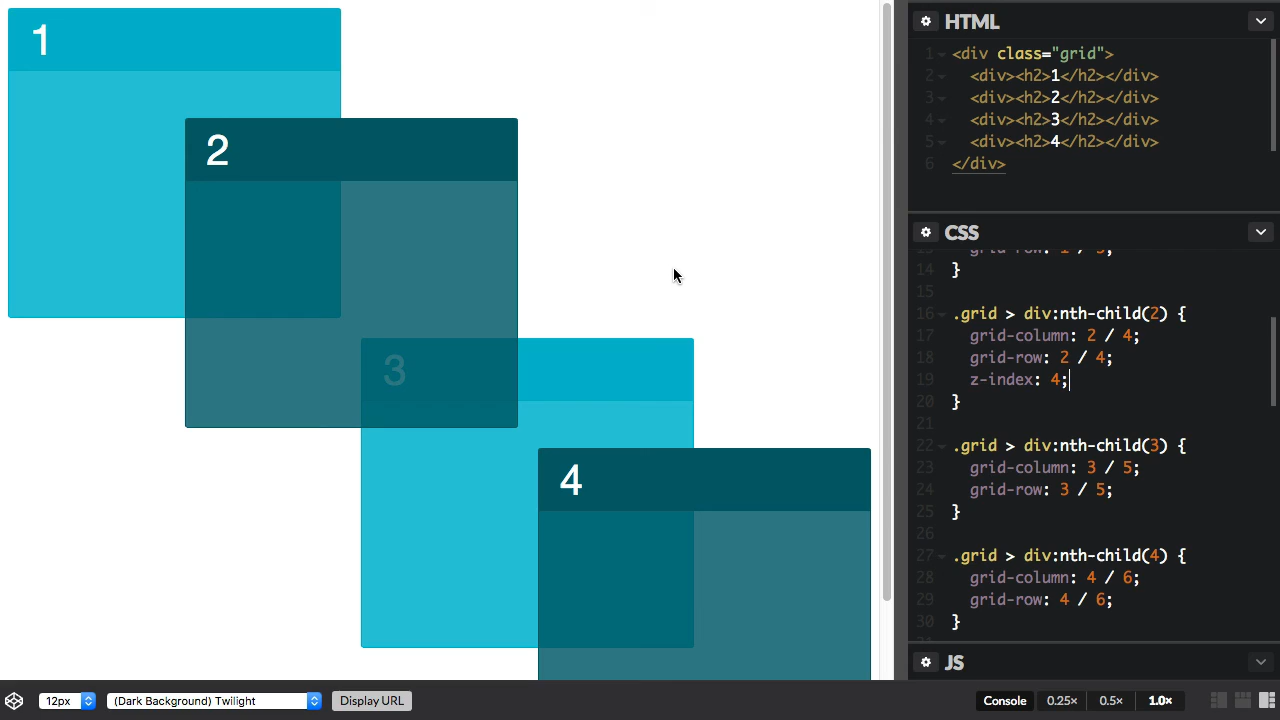 1
2
3
4
HTML
1 <div class="grid">
2 <div><h2>1</h2></div>
3 <div><h2>2</h2></div>
4 <div><h2>3</h2></div>
5 <div><h2>4</h2></div>
6 </div>
CSS
13 grid-row: 1 / 3;
14 }
15
16 .grid > div:nth-child(2) {
17 grid-column: 2 / 4;
18 grid-row: 2 / 4;
19 z-index: 4;
20 }
21
22 .grid > div:nth-child(3) {
23 grid-column: 3 / 5;
24 grid-row: 3 / 5;
25 }
26
27 .grid > div:nth-child(4) {
28 grid-column: 4 / 6;
29 grid-row: 4 / 6;
30 }
JS
12px (Dark Background) Twilight Display URL Console 0.25× 0.5× 1.0×